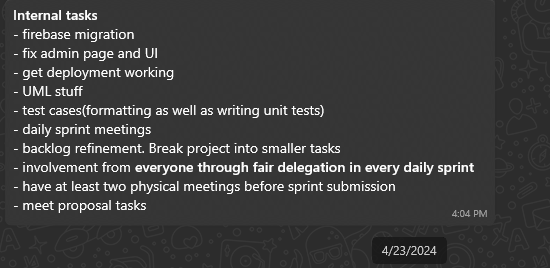 Internal tasks
- firebase migration
- fix admin page and UI
- get deployment working
- UML stuff
- test cases(formatting as well as writing unit tests)
- daily sprint meetings
- backlog refinement. Break project into smaller tasks
- involvement from everyone through fair delegation in every daily sprint
- have at least two physical meetings before sprint submission
- meet proposal tasks
4:04 PM
4/23/2024